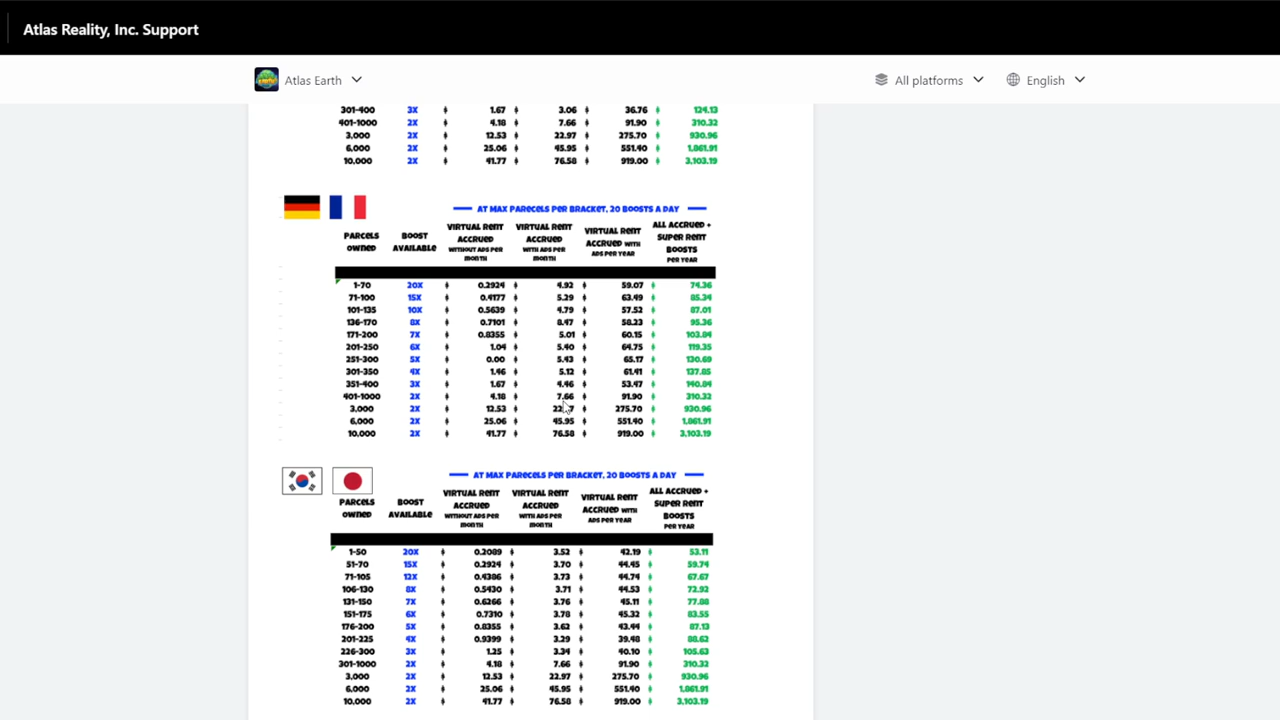 Atlas Reality, Inc. Support
Atlas Earth All platforms English
301-400 3X 1.67 3.06 36.76 124.13
401-1000 2X 4.18 7.66 91.90 310.32
3,000 2X 12.53 22.97 275.70 930.96
6,000 2X 25.06 45.95 551.40 1,861.91
10,000 2X 41.77 76.58 919.00 3,103.19
AT MAX PARECELS PER BRACKET, 20 BOOSTS A DAY
PARCELS OWNED BOOST AVAILABLE VIRTUAL RENT ACCRUED WITHOUT ADS PER MONTH VIRTUAL RENT ACCRUED WITH ADS PER MONTH VIRTUAL RENT ACCRUED WITH ADS PER YEAR ALL ACCRUED + SUPER RENT BOOSTS PER YEAR
1-70 20X 0.2924 4.92 59.07 74.36
71-100 15X 0.4177 5.29 63.49 85.34
101-135 10X 0.5639 4.79 57.52 87.01
136-170 8X 0.7101 8.47 58.23 95.36
171-200 7X 0.8355 5.01 60.15 103.84
201-250 6X 1.04 5.40 64.75 119.35
251-300 5X 0.00 5.43 65.17 130.69
301-350 4X 1.46 5.12 61.41 137.85
351-400 3X 1.67 4.46 53.47 140.84
401-1000 2X 4.18 7.66 91.90 310.32
3,000 2X 12.53 275.70 930.96
6,000 2X 25.06 45.95 551.40 1,861.91
10,000 2X 41.77 76.58 919.00 3,103.19
AT MAX PARECELS PER BRACKET, 20 BOOSTS A DAY
PARCELS OWNED BOOST AVAILABLE VIRTUAL RENT ACCRUED WITHOUT ADS PER MONTH VIRTUAL RENT ACCRUED WITH ADS PER MONTH VIRTUAL RENT ACCRUED WITH ADS PER YEAR ALL ACCRUED + SUPER RENT BOOSTS PER YEAR
1-50 20X 0.2089 3.52 42.19 53.11
51-70 15X 0.2924 3.70 44.45 59.74
71-105 12X 0.4386 3.73 44.74 67.67
106-130 8X 0.5430 3.71 44.53 72.92
131-150 7X 0.6266 3.76 45.11 77.88
151-175 6X 0.7310 3.78 45.32 83.55
176-200 5X 0.8355 3.62 43.44 87.13
201-225 4X 0.9399 3.29 39.48 88.62
226-300 3X 1.25 3.34 40.10 105.63
301-1000 2X 4.18 7.66 91.90 310.32
3,000 2X 12.53 22.97 275.70 930.96
6,000 2X 25.06 45.95 551.40 1,861.91
10,000 2X 41.77 76.58 919.00 3,103.19